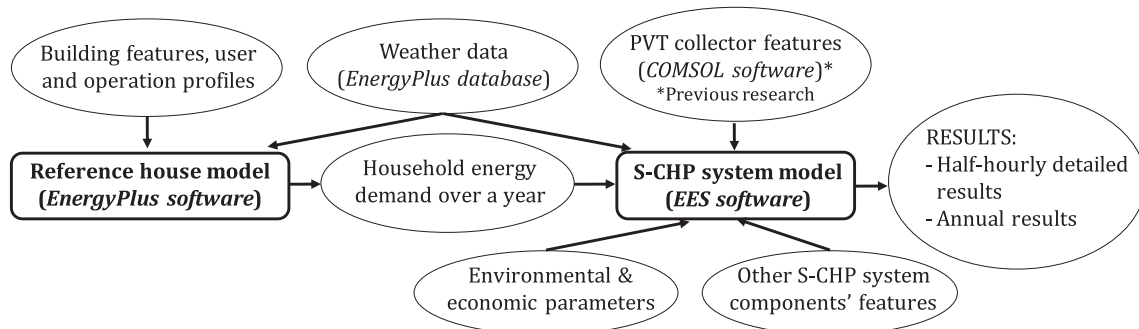 Building features, user
and operation profiles
Weather data
(EnergyPlus database)
PVT collector features
(COMSOL software)*
*Previous research
Reference house model
(EnergyPlus software)
Household energy
demand over a year
S-CHP system model
(EES software)
RESULTS:
- Half-hourly detailed
results
- Annual results
Environmental &
economic parameters
Other S-CHP system
components’ features